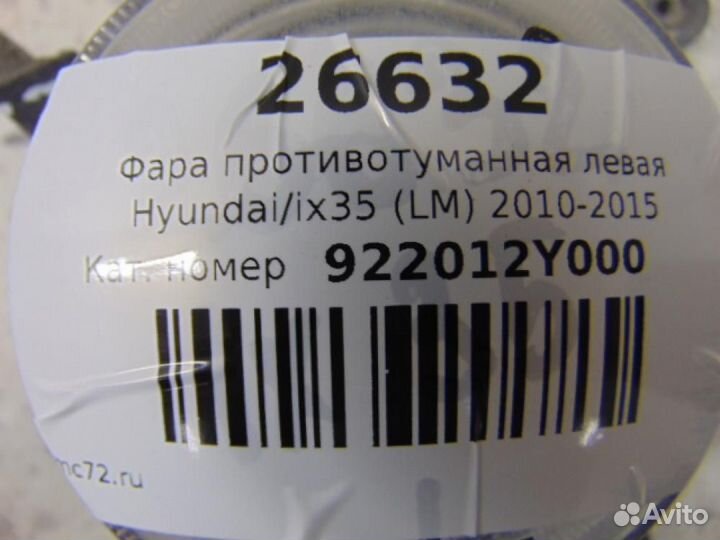 26632
Фара противотуманная левая
Hyundai/ix35 (LM) 2010-2015
Кат. номер 922012Y000
mc72.ru
Avito